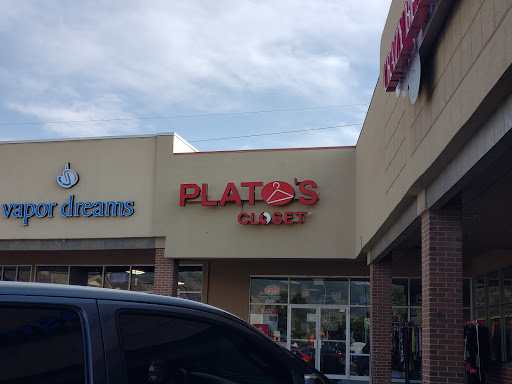 vapor dreams
PLATO'S
CLOSET